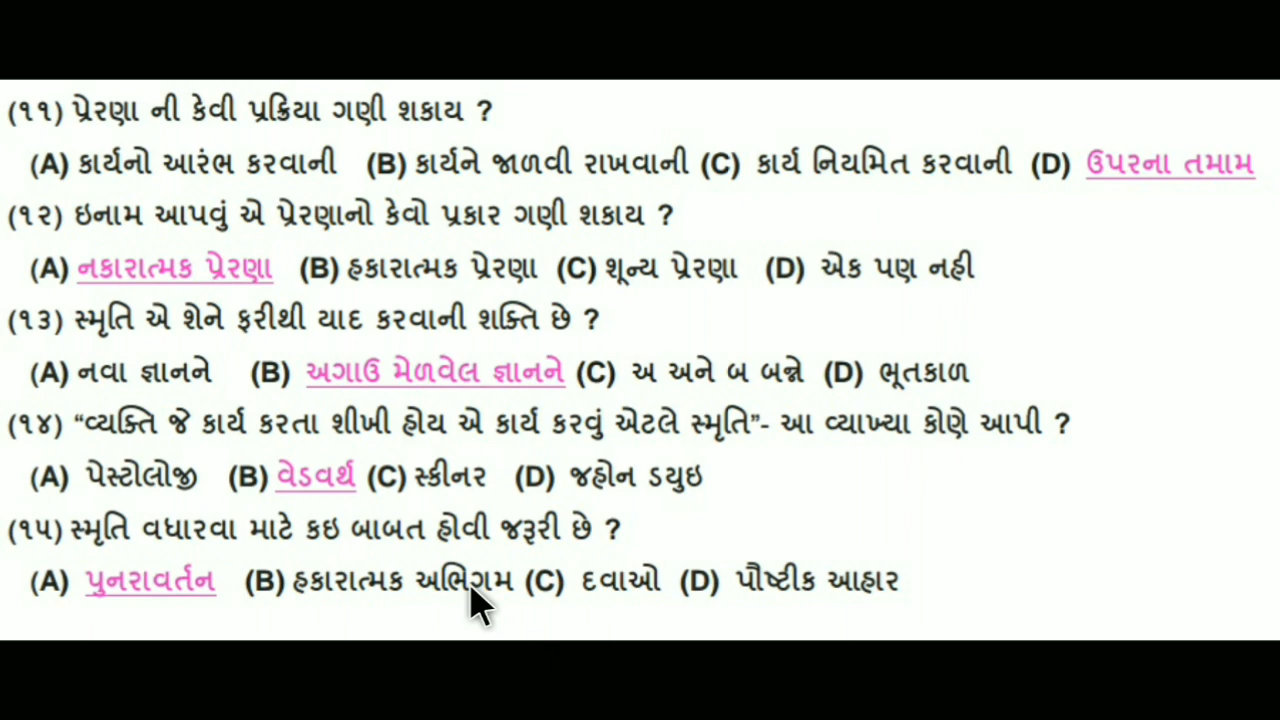 (૧૧) પ્રેરણા ની કેવી પ્રક્રિયા ગણી શકાય ?
(A) કાર્યનો આરંભ કરવાની (B) કાર્યને જાળવી રાખવાની (C) કાર્ય નિયમિત કરવાની (D) ઉપરના તમામ
(૧૨) ઇનામ આપવું એ પ્રેરણાનો કેવો પ્રકાર ગણી શકાય ?
(A) નકારાત્મક પ્રેરણા (B) હકારાત્મક પ્રેરણા (C) શૂન્ય પ્રેરણા (D) એક પણ નહી
(૧૩) સ્મૃતિ એ શેને ફરીથી યાદ કરવાની શક્તિ છે ?
(A) નવા જ્ઞાનને (B) અગાઉ મેળવેલ જ્ઞાનને (C) અ અને બ બન્ને (D) ભૂતકાળ
(૧૪) “વ્યક્તિ જે કાર્ય કરતા શીખી હોય એ કાર્ય કરવું એટલે સ્મૃતિ”- આ વ્યાખ્યા કોણે આપી ?
(A) પેસ્ટોલોજી (B) વેડવર્થ (C) સ્કીનર (D) જહોન ડયુઇ
(૧૫) સ્મૃતિ વધારવા માટે કઇ બાબત હોવી જરૂરી છે ?
(A) પુનરાવર્તન (B) હકારાત્મક અભિગમ (C) દવાઓ (D) પૌષ્ટીક આહાર